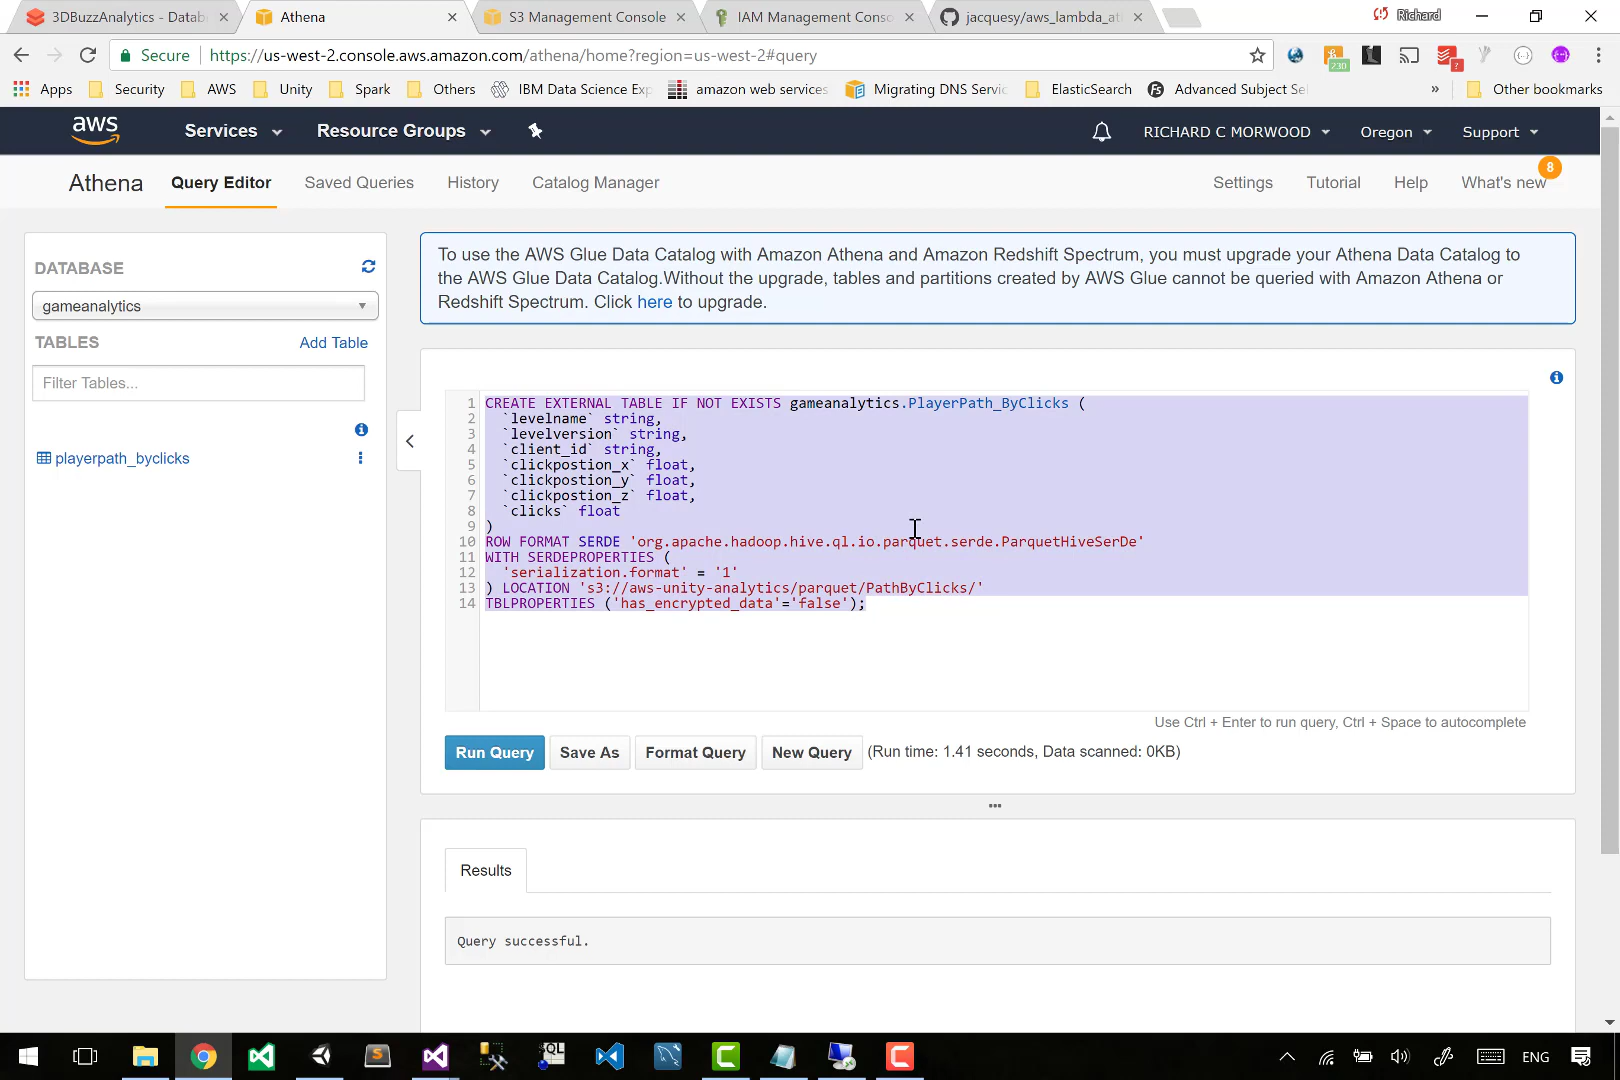 3DBuzzAnalytics - Datab
Athena
S3 Management Console
IAM Management Conso
jacquesy/aws_lambda_at
Richard
Secure
https://us-west-2.console.aws.amazon.com/athena/home?region=us-west-2#query
230
?
Apps
Security
AWS
Unity
Spark
Others
IBM Data Science Exp
amazon web services
Migrating DNS Servic
ElasticSearch
Advanced Subject Se
»
Other bookmarks
aws
Services
Resource Groups
RICHARD C MORWOOD
Oregon
Support
Athena
Query Editor
Saved Queries
History
Catalog Manager
Settings
Tutorial
Help
What's new
8
DATABASE
gameanalytics
TABLES
Add Table
Filter Tables...
playerpath_byclicks
To use the AWS Glue Data Catalog with Amazon Athena and Amazon Redshift Spectrum, you must upgrade your Athena Data Catalog to
the AWS Glue Data Catalog.Without the upgrade, tables and partitions created by AWS Glue cannot be queried with Amazon Athena or
Redshift Spectrum. Click here to upgrade.
1 CREATE EXTERNAL TABLE IF NOT EXISTS gameanalytics.PlayerPath_ByClicks (
2 `levelname` string,
3 `levelversion` string,
4 `client_id` string,
5 `clickpostion_x` float,
6 `clickpostion_y` float,
7 `clickpostion_z` float,
8 `clicks` float
9 )
10 ROW FORMAT SERDE 'org.apache.hadoop.hive.ql.io.parquet.serde.ParquetHiveSerDe'
11 WITH SERDEPROPERTIES (
12 'serialization.format' = '1'
13 ) LOCATION 's3://aws-unity-analytics/parquet/PathByClicks/'
14 TBLPROPERTIES ('has_encrypted_data'='false');
Use Ctrl + Enter to run query, Ctrl + Space to autocomplete
Run Query
Save As
Format Query
New Query
(Run time: 1.41 seconds, Data scanned: 0KB)
Results
Query successful.
ENG